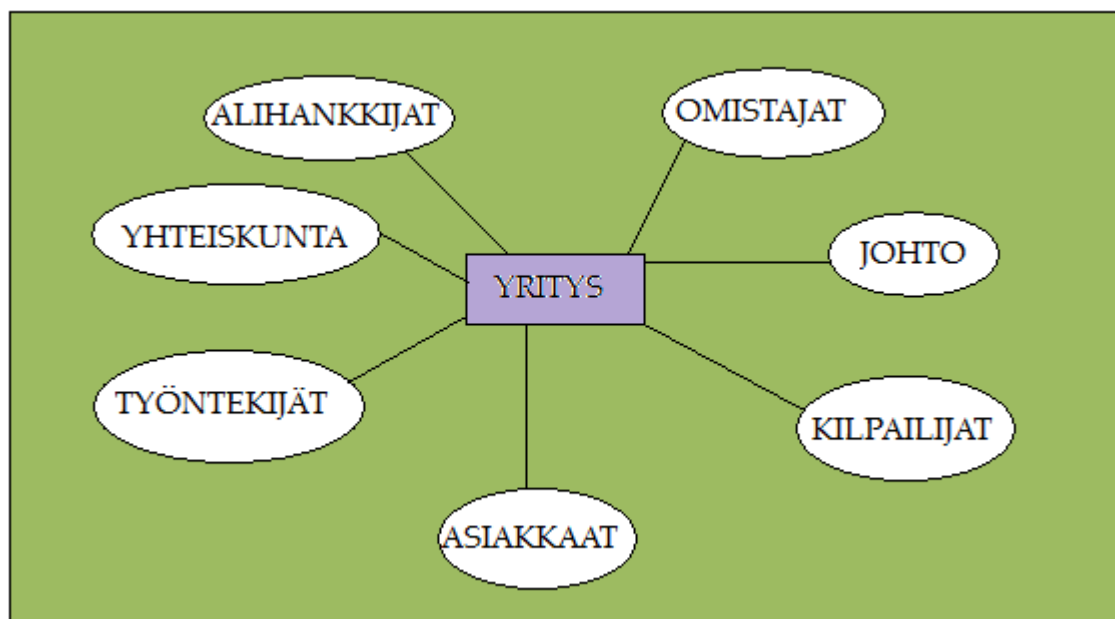 ALIHANKKIJAT
OMISTAJAT
YHTEISKUNTA
JOHTO
YRITYS
TYÖNTEKIJÄT
KILPAILIJAT
ASIAKKAAT